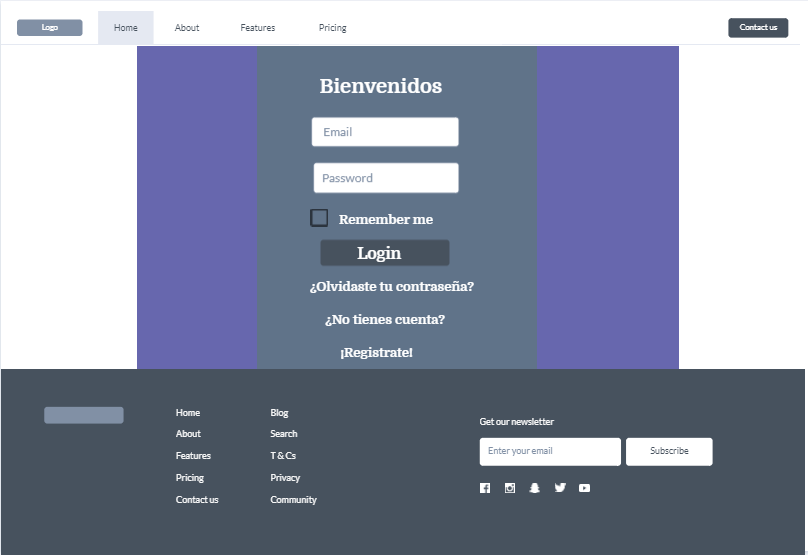 Logo Home About Features Pricing Contact us
Bienvenidos
Email
Password
Remember me
Login
¿Olvidaste tu contraseña?
¿No tienes cuenta?
¡Registrate!
Home Blog
About Search
Features T & Cs
Pricing Privacy
Contact us Community
Get our newsletter
Enter your email Subscribe